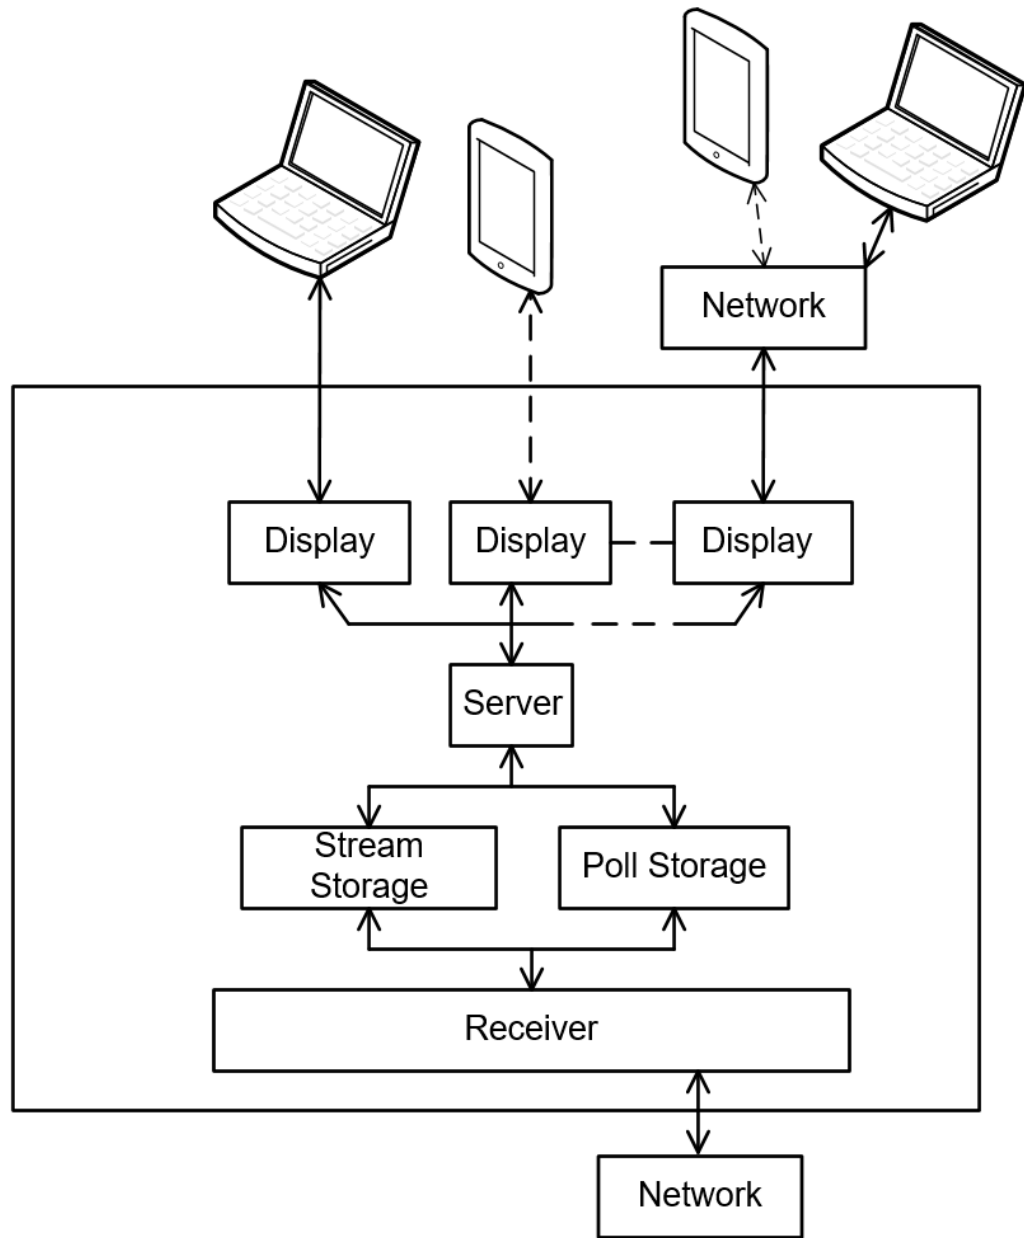 Network
Display
Display
Display
Server
Stream
Storage
Poll Storage
Receiver
Network